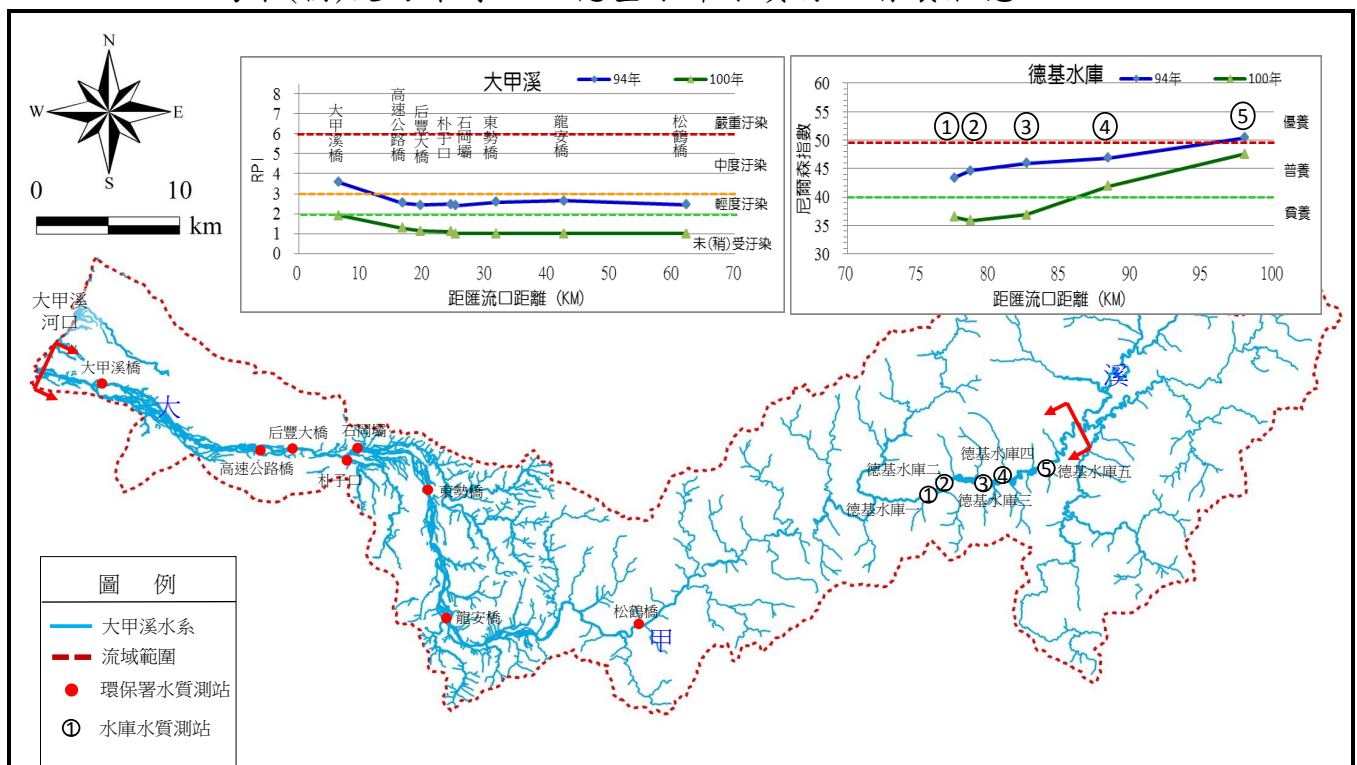 N
W
E
S
0
10
km
大甲溪
94年
100年
8
7
6
5
4
3
2
1
0
RPI
大甲溪橋
高速公路橋
后豐大橋
朴子口
石岡壩
東勢橋
龍安橋
松鶴橋
嚴重汙染
中度汙染
輕度汙染
未(稍)受汙染
0 10 20 30 40 50 60 70
距匯流口距離 (KM)
德基水庫
94年
100年
60
55
50
45
40
35
30
尼爾森指數
① ② ③ ④ ⑤
優養
普養
貧養
70 75 80 85 90 95 100
距匯流口距離 (KM)
大甲溪
河口
大甲溪橋
大
高速公路橋
后豐大橋
朴子口
石岡壩
東勢橋
龍安橋
松鶴橋
甲
溪
德基水庫一
①
德基水庫二
②
德基水庫三
③
德基水庫四
④
德基水庫五
⑤
圖 例
大甲溪水系
流域範圍
環保署水質測站
① 水庫水質測站